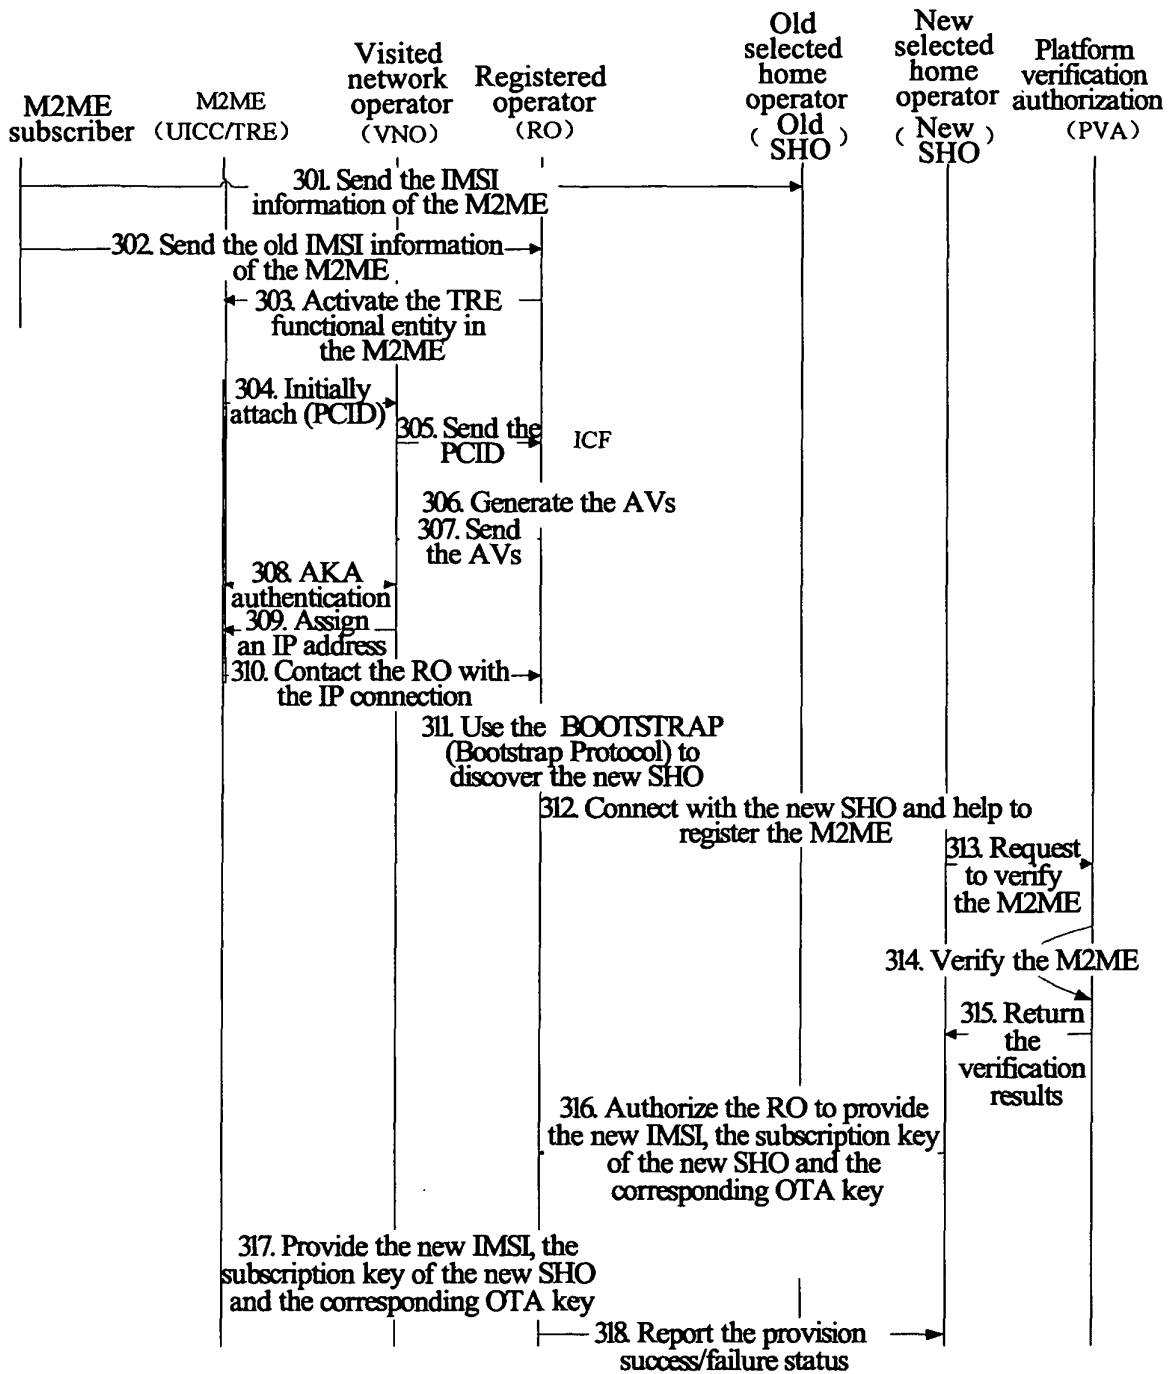 M2ME
subscriber
M2ME
(UICC/TRE)
Visited
network
operator
(VNO)
Registered
operator
(RO)
Old
selected
home
operator
( Old
SHO )
New
selected
home
operator
( New
SHO )
Platform
verification
authorization
(PVA)
301. Send the IMSI
information of the M2ME
302. Send the old IMSI information
of the M2ME
303. Activate the TRE
functional entity in
the M2ME
304. Initially
attach (PCID)
305. Send the
PCID
ICF
306. Generate the AVs
307. Send
the AVs
308. AKA
authentication
309. Assign
an IP address
310. Contact the RO with
the IP connection
311. Use the BOOTSTRAP
(Bootstrap Protocol) to
discover the new SHO
312. Connect with the new SHO and help to
register the M2ME
313. Request
to verify
the M2ME
314. Verify the M2ME
315. Return
the
verification
results
316. Authorize the RO to provide
the new IMSI, the subscription key
of the new SHO and the
corresponding OTA key
317. Provide the new IMSI, the
subscription key of the new SHO
and the corresponding OTA key
318. Report the provision
success/failure status